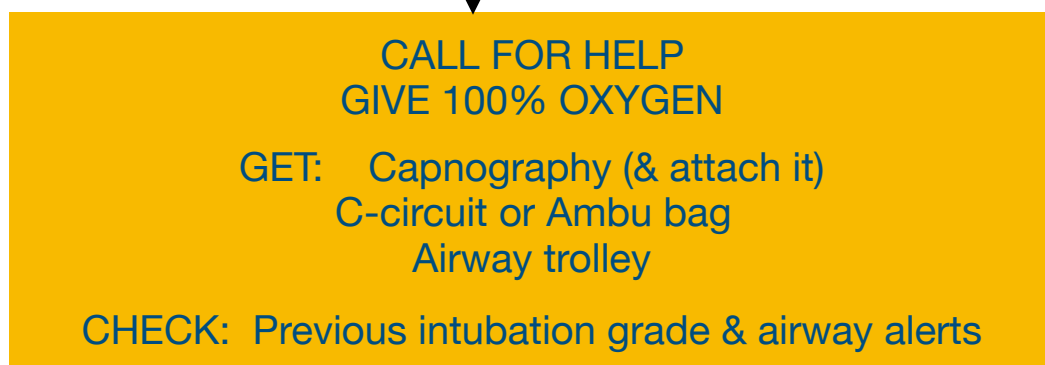 CALL FOR HELP
GIVE 100% OXYGEN
GET: Capnography (& attach it)
C-circuit or Ambu bag
Airway trolley
CHECK: Previous intubation grade & airway alerts